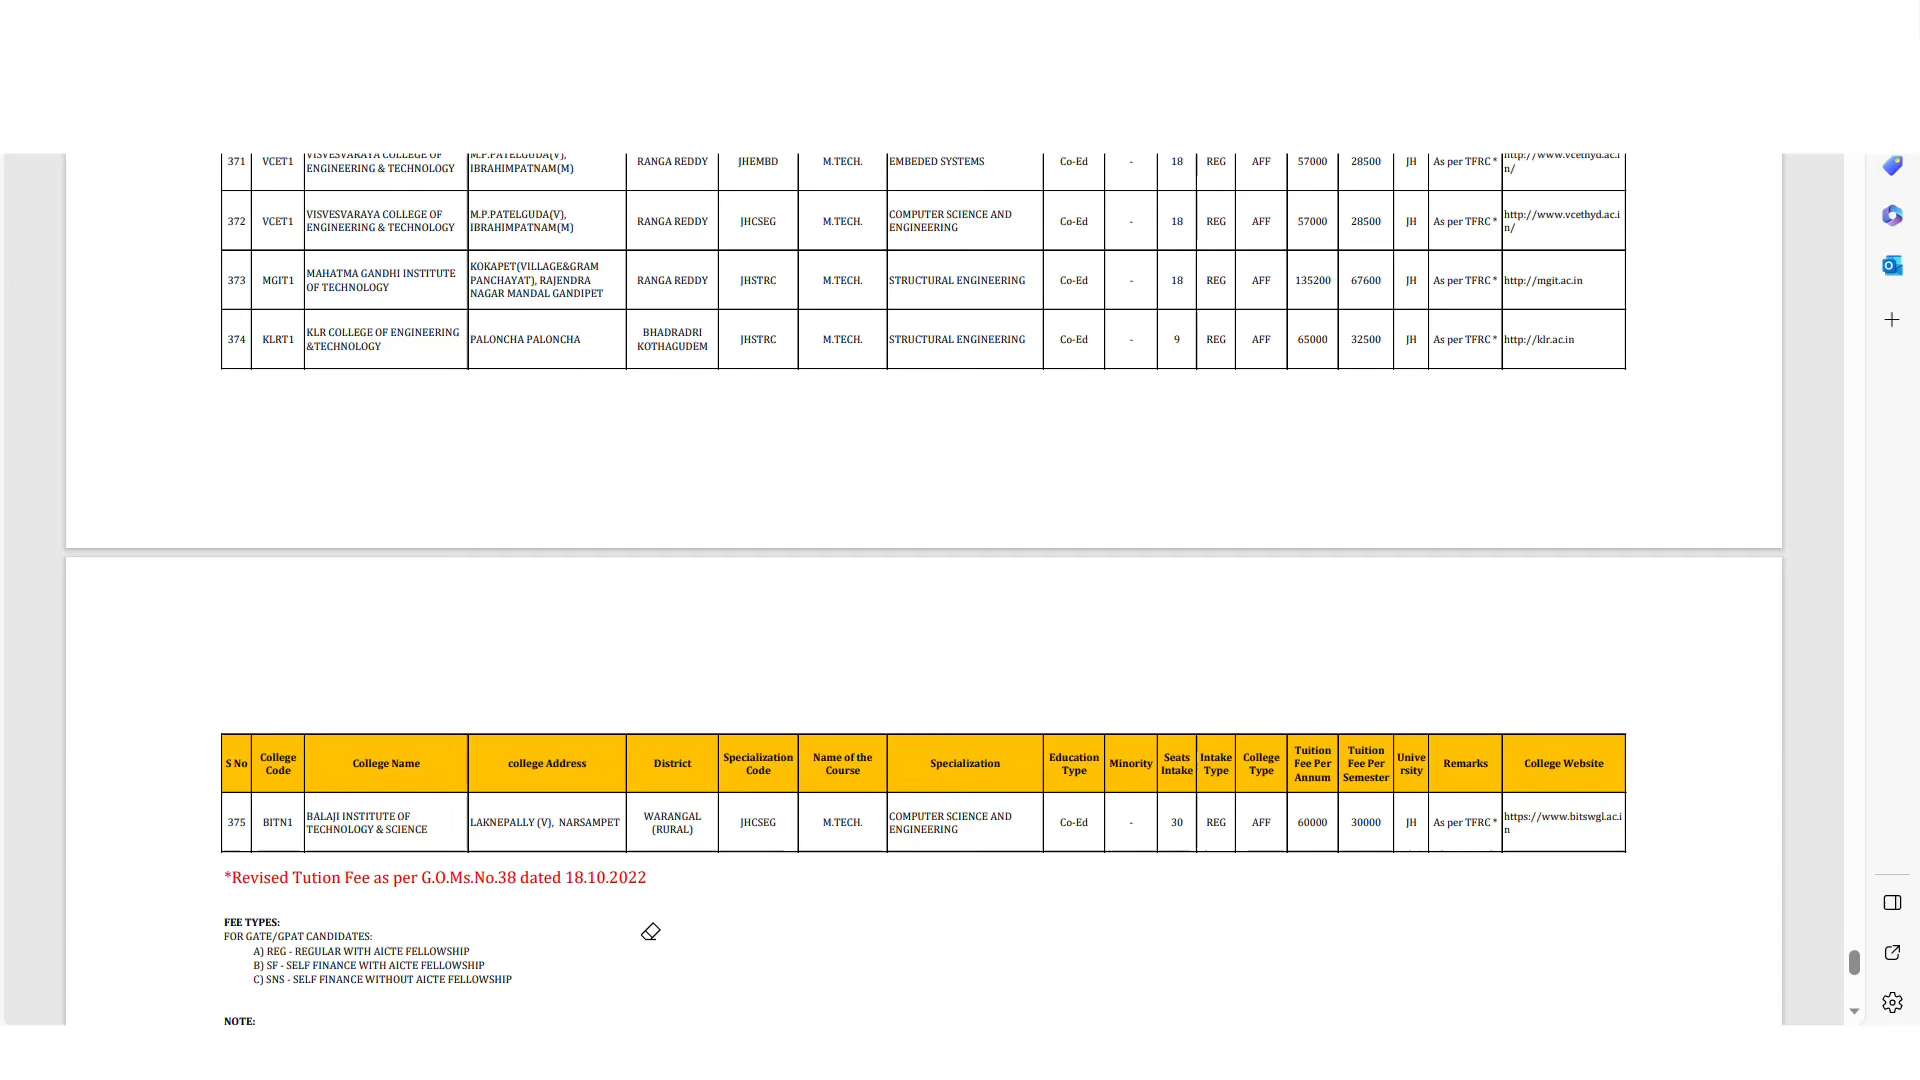 371 VCET1 VISVESVARAYA COLLEGE OF M.P.PATELGUDA(V), RANGA REDDY JHEMBD M.TECH. EMBEDED SYSTEMS Co-Ed - 18 REG AFF 57000 28500 JH As per TFRC * http://www.vcethyd.ac.i
ENGINEERING & TECHNOLOGY IBRAHIMPATNAM(M) n/
372 VCET1 VISVESVARAYA COLLEGE OF M.P.PATELGUDA(V), RANGA REDDY JHCSEG M.TECH. COMPUTER SCIENCE AND Co-Ed - 18 REG AFF 57000 28500 JH As per TFRC * http://www.vcethyd.ac.i
ENGINEERING & TECHNOLOGY IBRAHIMPATNAM(M) ENGINEERING n/
373 MGIT1 MAHATMA GANDHI INSTITUTE KOKAPET(VILLAGE&GRAM RANGA REDDY JHSTRC M.TECH. STRUCTURAL ENGINEERING Co-Ed - 18 REG AFF 135200 67600 JH As per TFRC * http://mgit.ac.in
OF TECHNOLOGY PANCHAYAT), RAJENDRA
NAGAR MANDAL GANDIPET
374 KLRT1 KLR COLLEGE OF ENGINEERING PALONCHA PALONCHA BHADRADRI JHSTRC M.TECH. STRUCTURAL ENGINEERING Co-Ed - 9 REG AFF 65000 32500 JH As per TFRC * http://klr.ac.in
&TECHNOLOGY KOTHAGUDEM
S No College College Name college Address District Specialization Name of the Specialization Education Minority Seats Intake College Tuition Tuition Unive Remarks College Website
Code Code Course Type Intake Type Type Fee Per Fee Per rsity
Annum Semester
375 BITN1 BALAJI INSTITUTE OF LAKNEPALLY (V), NARSAMPET WARANGAL JHCSEG M.TECH. COMPUTER SCIENCE AND Co-Ed - 30 REG AFF 60000 30000 JH As per TFRC * https://www.bitswgl.ac.i
TECHNOLOGY & SCIENCE (RURAL) ENGINEERING n
*Revised Tution Fee as per G.O.Ms.No.38 dated 18.10.2022
FEE TYPES:
FOR GATE/GPAT CANDIDATES:
A) REG - REGULAR WITH AICTE FELLOWSHIP
B) SF - SELF FINANCE WITH AICTE FELLOWSHIP
C) SNS - SELF FINANCE WITHOUT AICTE FELLOWSHIP
NOTE: